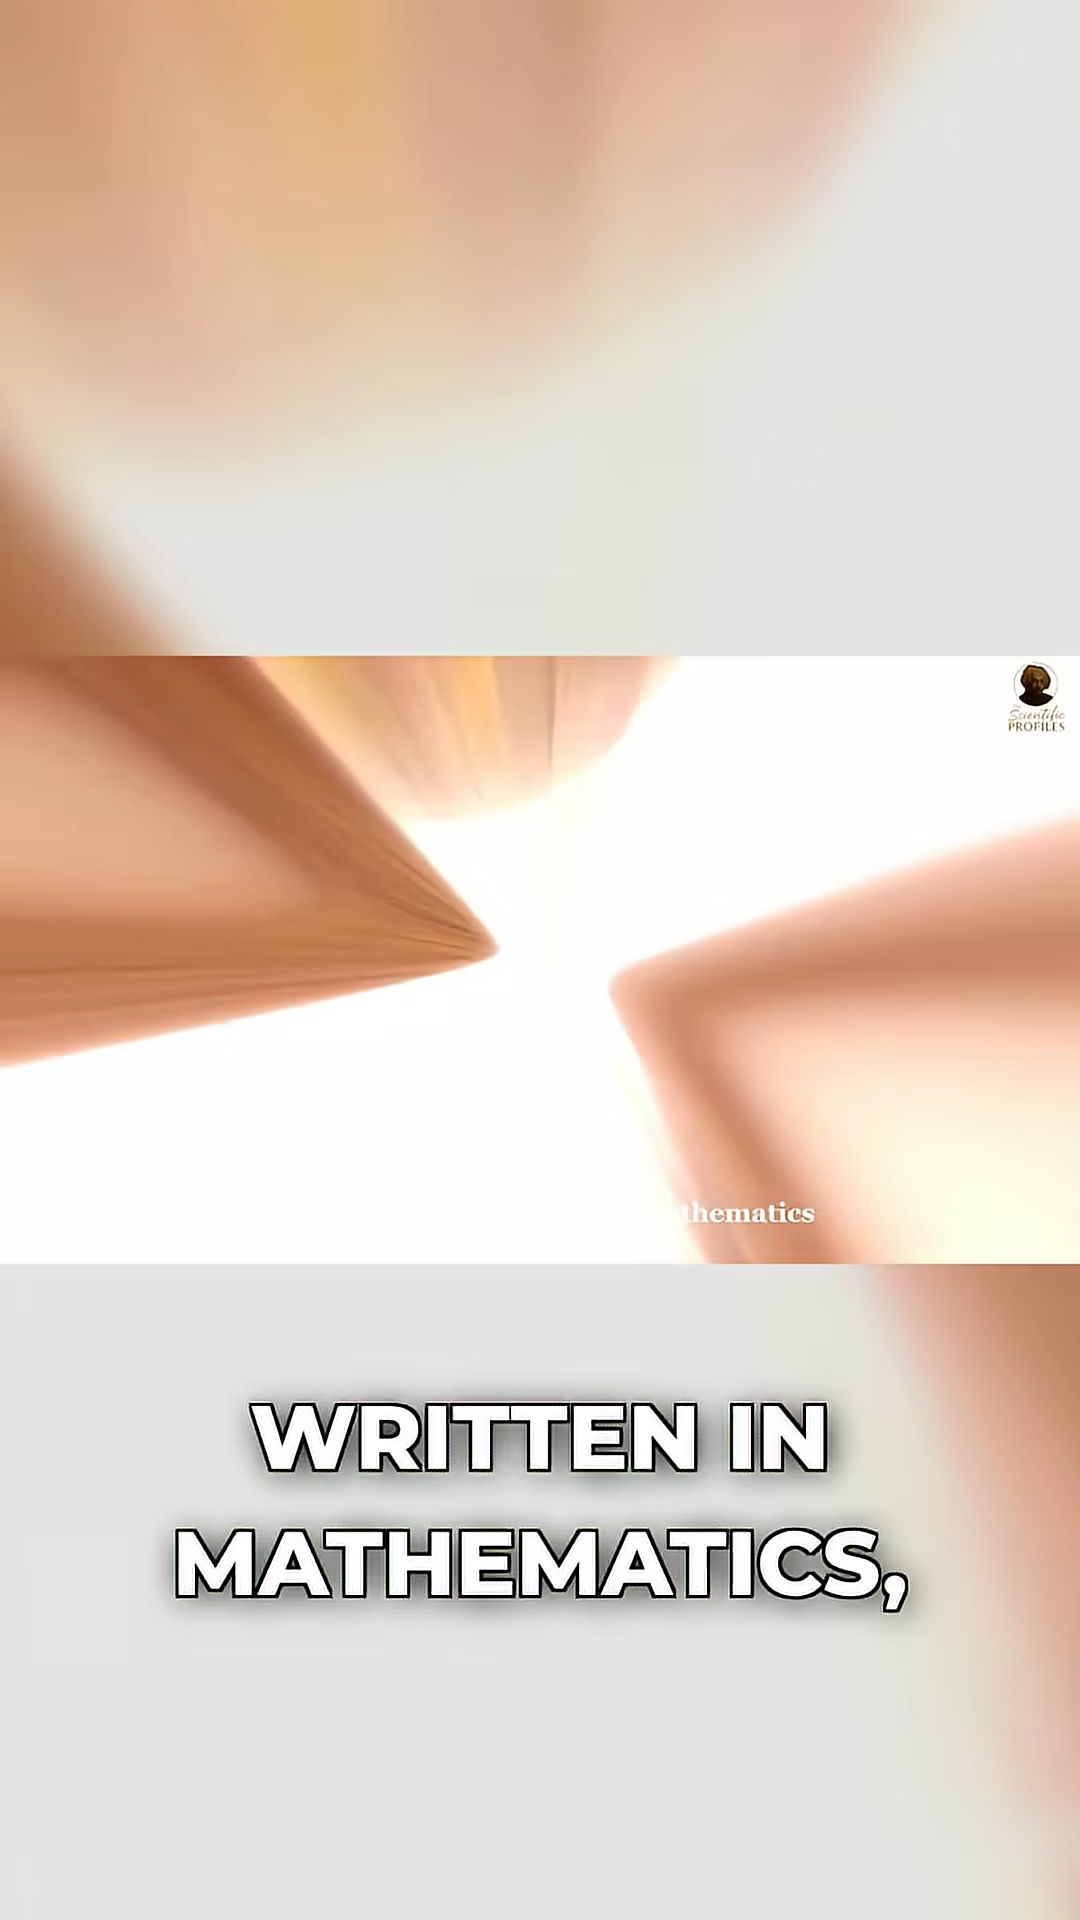 Scientific
PROFILES
thematics
WRITTEN IN
MATHEMATICS,